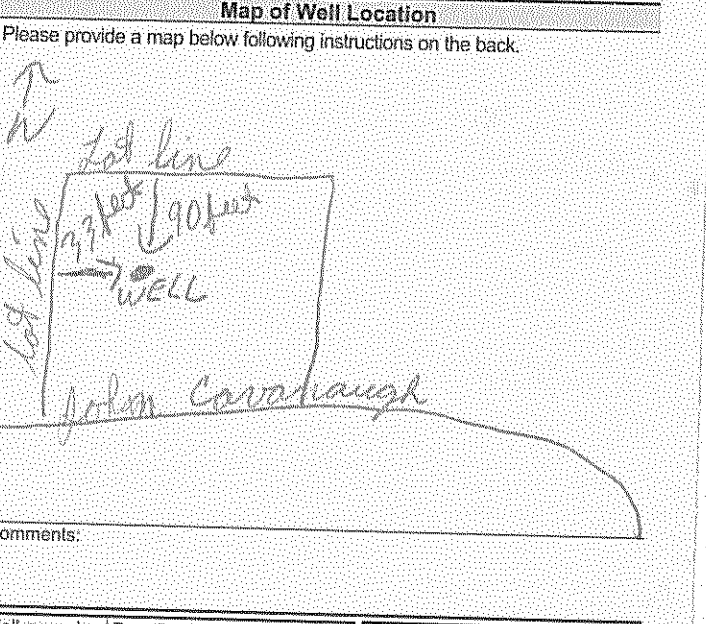 Map of Well Location
Please provide a map below following instructions on the back.
N
Lot line
Lot line
33 feet
90 feet
WELL
John Cavanaugh
omments: